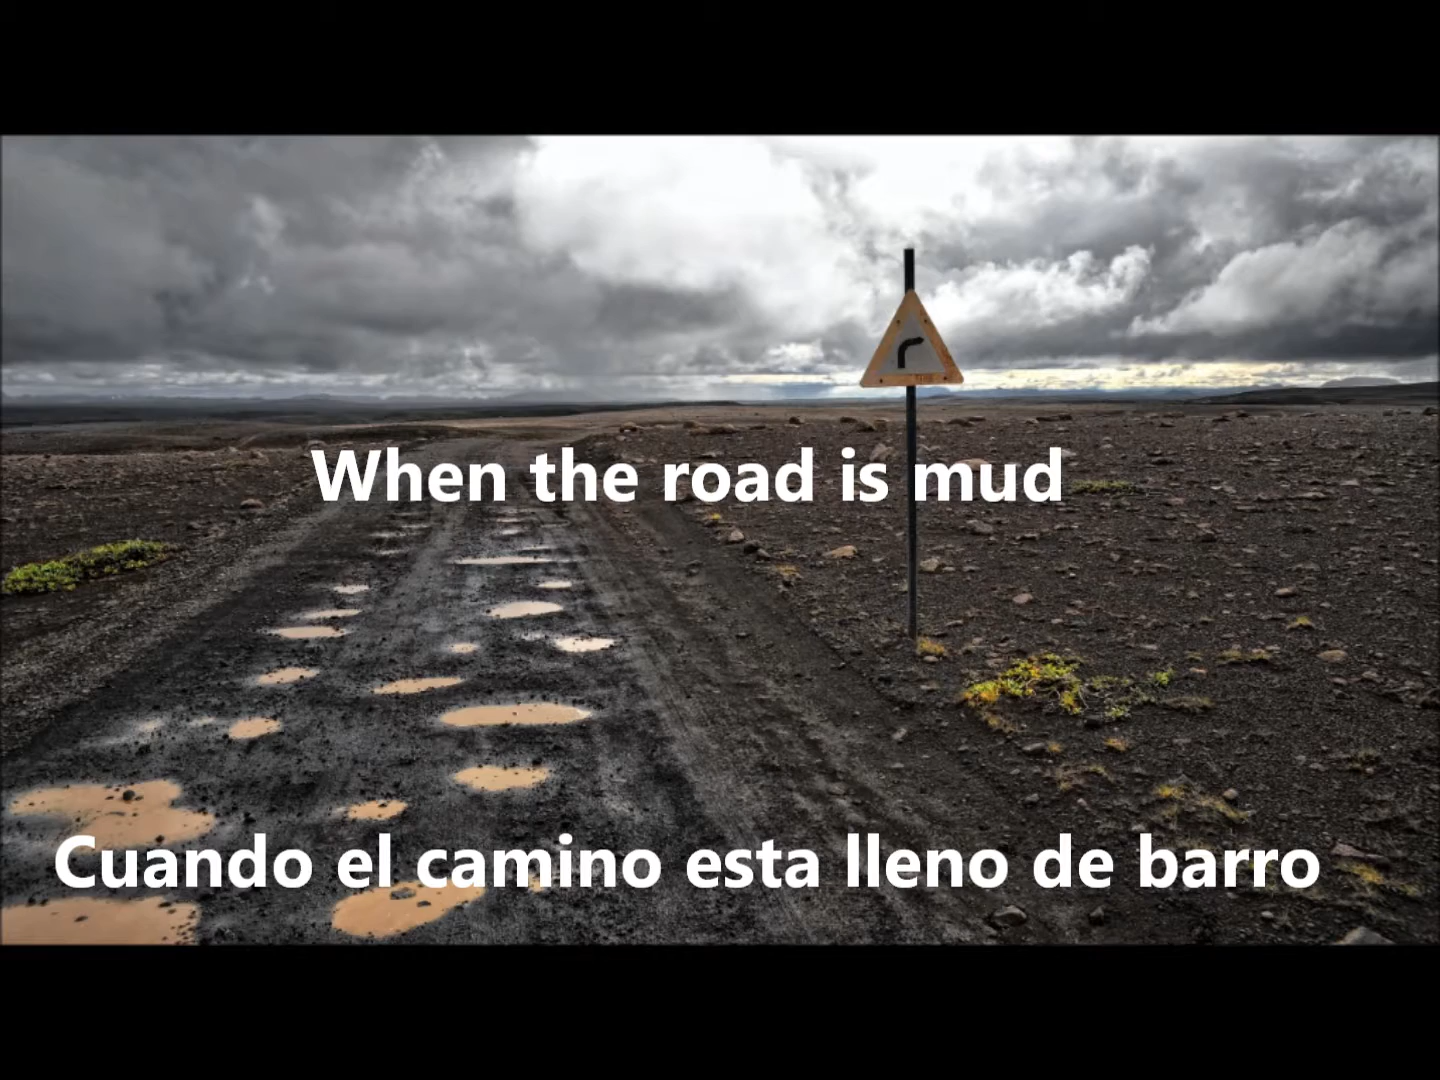 When the road is mud
Cuando el camino esta lleno de barro